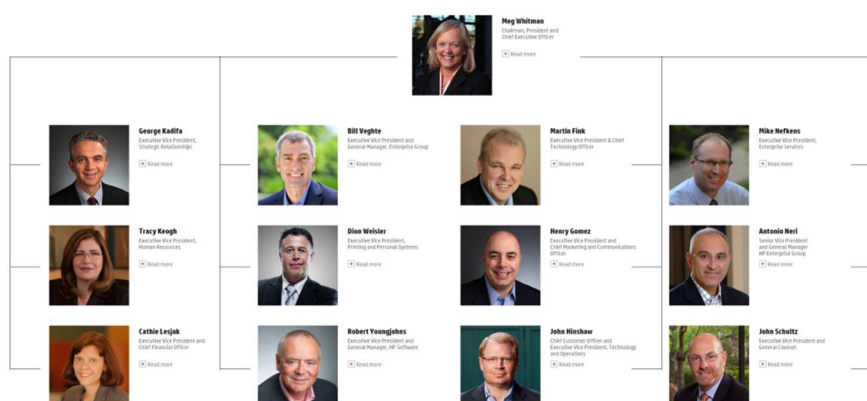 Meg Whitman
Chairman, President and
Chief Executive Officer
+ Read more
George Kadifa
Executive Vice President,
Strategic Relationships
+ Read more
Bill Veghte
Executive Vice President and
General Manager, Enterprise Group
+ Read more
Martin Fink
Executive Vice President & Chief
Technology Officer
+ Read more
Mike Nefkens
Executive Vice President,
Enterprise Services
+ Read more
Tracy Keogh
Executive Vice President,
Human Resources
+ Read more
Dion Weisler
Executive Vice President,
Printing and Personal Systems
+ Read more
Henry Gomez
Executive Vice President and
Chief Marketing and Communications
Officer
+ Read more
Antonio Neri
Senior Vice President
and General Manager
HP Enterprise Group
+ Read more
Cathie Lesjak
Executive Vice President and
Chief Financial Officer
+ Read more
Robert Youngjohns
Executive Vice President and
General Manager, HP Software
+ Read more
John Hinshaw
Chief Customer Officer and
Executive Vice President, Technology
and Operations
+ Read more
John Schultz
Executive Vice President and
General Counsel
+ Read more